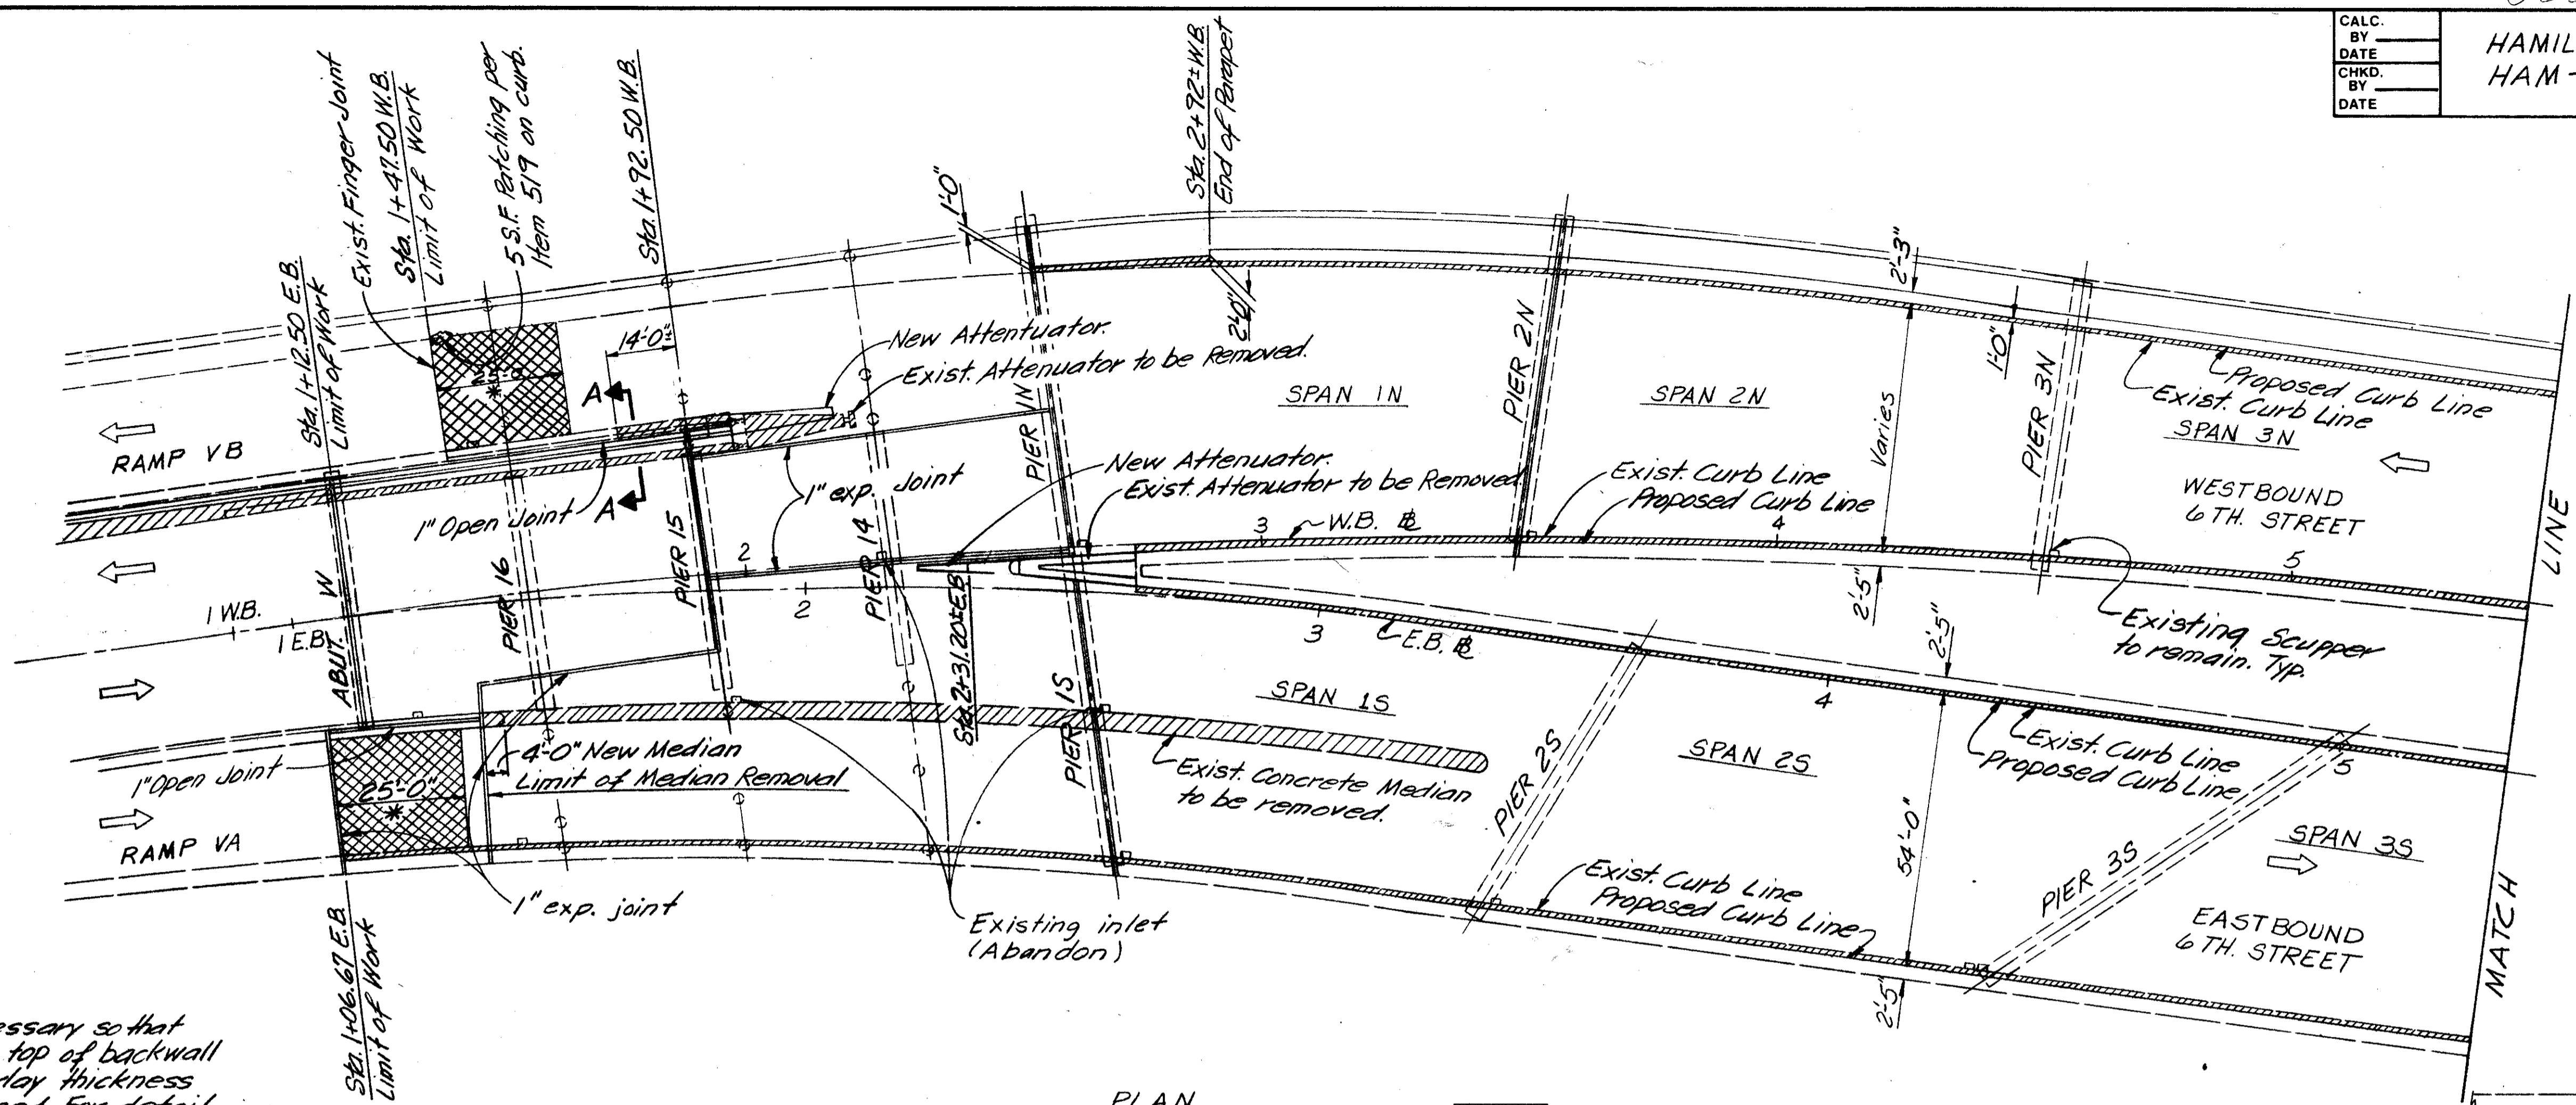 CALC.
BY
DATE
CHKD.
BY
DATE
HAMIL
HAM-
Exist. Finger Joint
Sta. 1+47.50 W.B.
Limit of Work
5 S.F. Patching per
Item 519 on curb.
Sta. 1+92.50 W.B.
Sta. 2+92± W.B.
End of Parapet
Sta. 1+12.50 E.B.
Limit of Work
1'-0"
2'-0"
2'-3"
1'-0"
14'-0"±
25'-0"
*
A
A
New Attentuator.
Exist. Attenuator to be Removed.
RAMP VB
1" Open Joint
1" exp. Joint
PIER 1N
SPAN 1N
PIER 2N
SPAN 2N
Varies
PIER 3N
Proposed Curb Line
Exist. Curb Line
SPAN 3N
WESTBOUND
6TH. STREET
New Attenuator.
Exist. Attenuator to be Removed.
Exist. Curb Line
Proposed Curb Line
3
W.B. ℄
4
5
1 W.B.
1 E.B.
ABUT. W
PIER 16
PIER 15
PIER 14
2
2
Sta. 2+31.20± E.B.
3
E.B. ℄
2'-5"
2'-5"
Existing Scupper
to remain. Typ.
4
SPAN 1S
PIER 1S
PIER 2S
SPAN 2S
Exist. Curb Line
Proposed Curb Line
5
1" Open Joint
4'-0" New Median
Limit of Median Removal
Exist. Concrete Median
to be removed.
25'-0"
*
RAMP VA
1" exp. joint
Existing inlet
(Abandon)
Exist. Curb Line
Proposed Curb Line
54'-0"
2'-5"
PIER 3S
SPAN 3S
EASTBOUND
6TH. STREET
MATCH
LINE
Sta. 1+06.67 E.B.
Limit of Work
essary so that
top of backwall
rlay thickness
For detail
PLAN